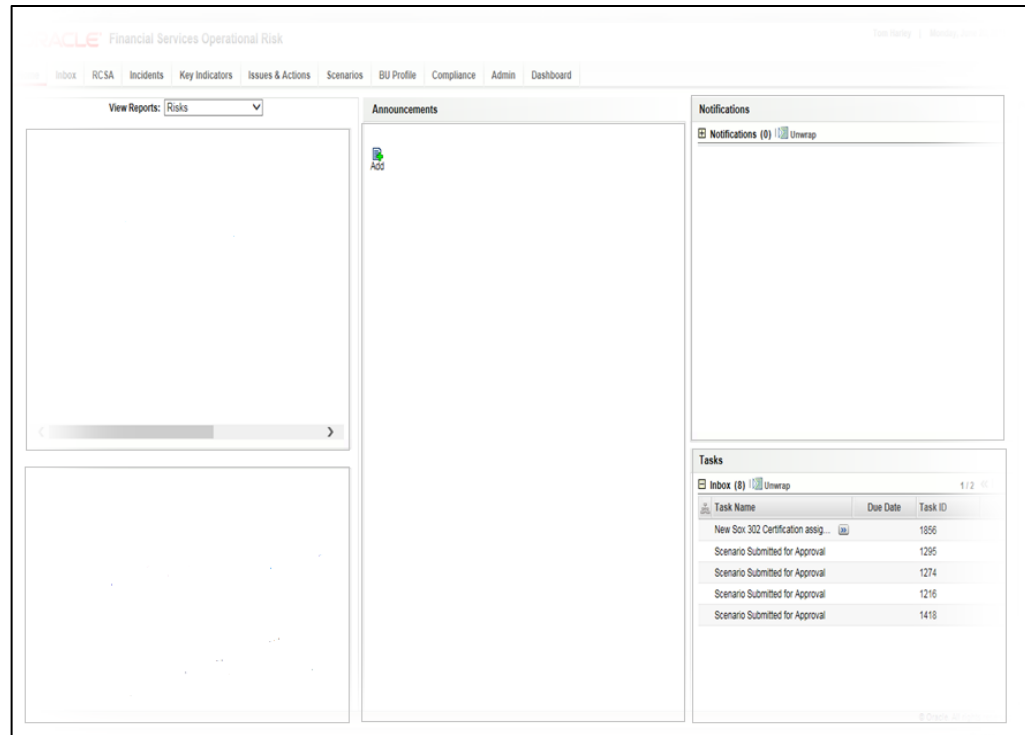 ORACLE Financial Services Operational Risk
Inbox RCSA Incidents Key Indicators Issues & Actions Scenarios BU Profile Compliance Admin Dashboard
View Reports: Risks
Announcements
Add
Notifications
Notifications (0) Unwrap
Tasks
Inbox (8) Unwrap 1/2
Task Name Due Date Task ID
New Sox 302 Certification assig... 1856
Scenario Submitted for Approval 1295
Scenario Submitted for Approval 1274
Scenario Submitted for Approval 1216
Scenario Submitted for Approval 1418